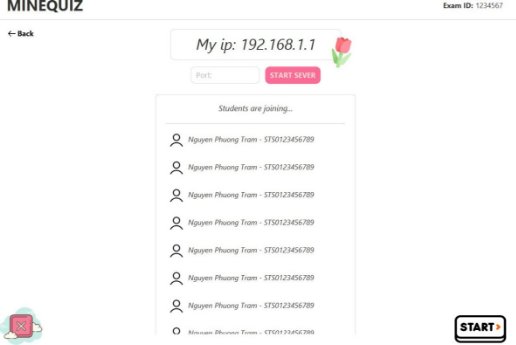 MINEQUIZ
Exam ID: 1234567
← Back
My ip: 192.168.1.1
Port:
START SEVER
Students are joining...
Nguyen Phuong Tram - STS0123456789
Nguyen Phuong Tram - STS0123456789
Nguyen Phuong Tram - STS0123456789
Nguyen Phuong Tram - STS0123456789
Nguyen Phuong Tram - STS0123456789
Nguyen Phuong Tram - STS0123456789
Nguyen Phuong Tram - STS0123456789
Nguyen Phuong Tram - STS0123456789
START